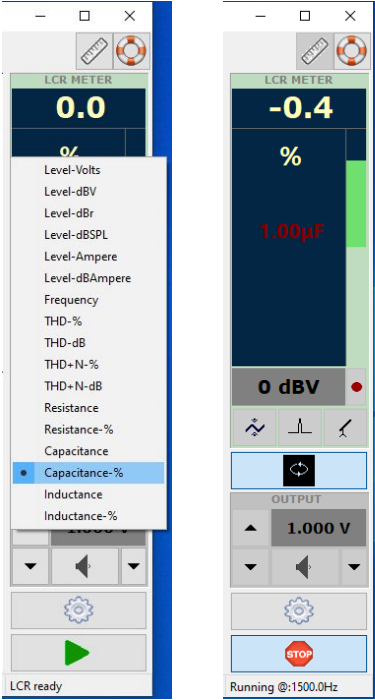 LCR METER
0.0
%
Level-Volts
Level-dBV
Level-dBr
Level-dBSPL
Level-Ampere
Level-dBAmpere
Frequency
THD-%
THD-dB
THD+N-%
THD+N-dB
Resistance
Resistance-%
Capacitance
Capacitance-%
Inductance
Inductance-%
LCR ready
LCR METER
-0.4
%
1.00µF
0 dBV
OUTPUT
1.000 V
STOP
Running @:1500.0Hz